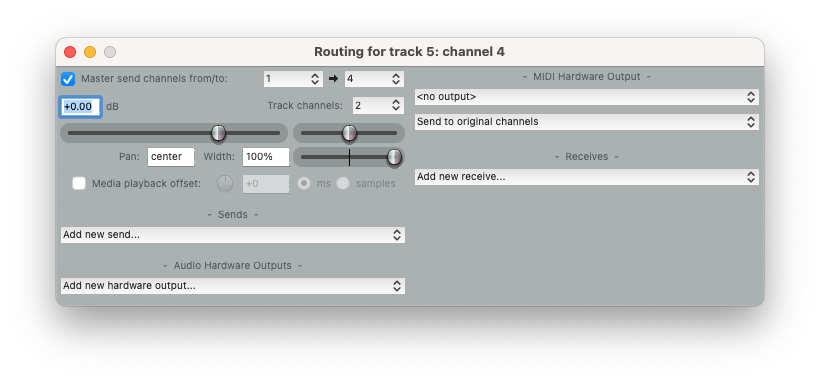 Routing for track 5: channel 4
Master send channels from/to: 1 4
+0.00 dB
Track channels: 2
Pan: center Width: 100%
Media playback offset: +0 ms samples
- Sends -
Add new send...
- Audio Hardware Outputs -
Add new hardware output...
- MIDI Hardware Output -
<no output>
Send to original channels
- Receives -
Add new receive...